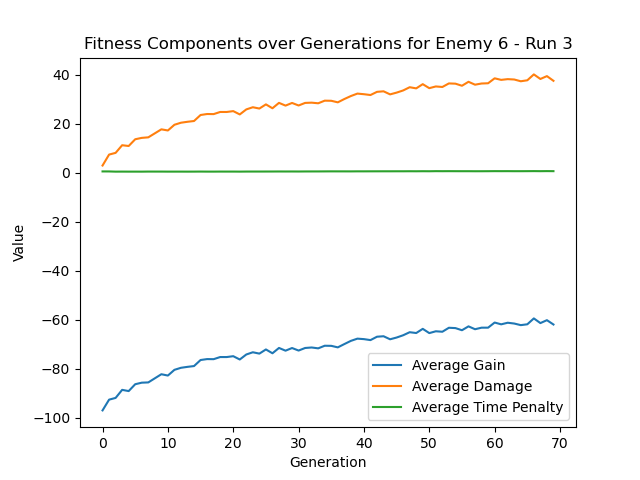 Fitness Components over Generations for Enemy 6 - Run 3
40
20
0
−20
−40
−60
−80
−100
Value
0 10 20 30 40 50 60 70
Generation
Average Gain
Average Damage
Average Time Penalty